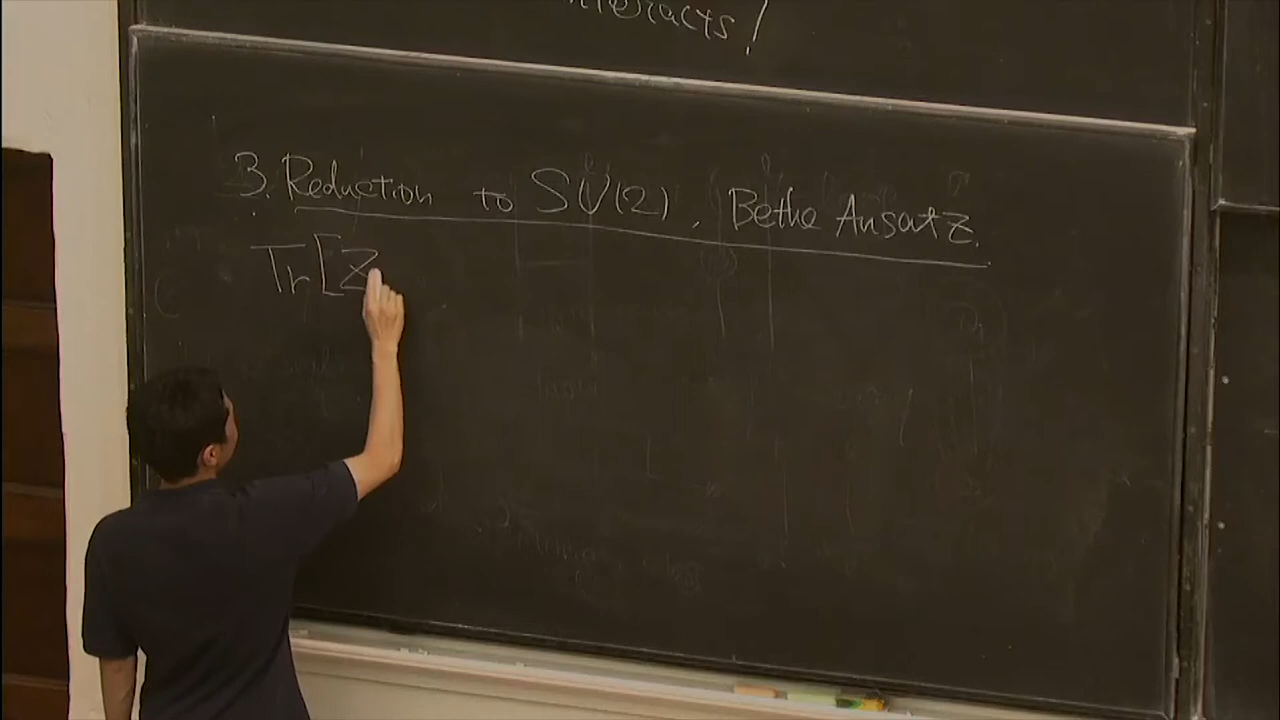 interacts!
3. Reduction to SU(2), Bethe Ansatz.
Tr[Z